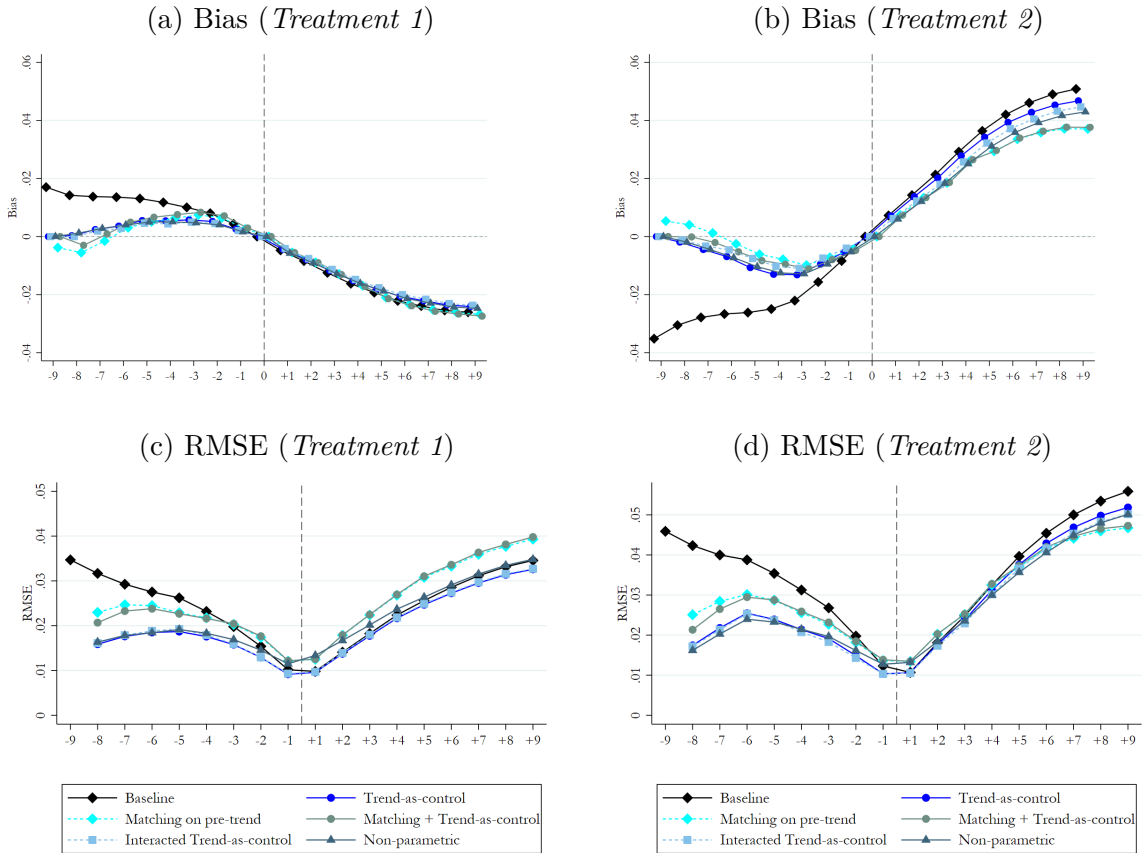 (a) Bias (Treatment 1)
.06
.04
.02
0
-.02
-.04
Bias
-9 -8 -7 -6 -5 -4 -3 -2 -1 0 +1 +2 +3 +4 +5 +6 +7 +8 +9
(b) Bias (Treatment 2)
.06
.04
.02
0
-.02
-.04
Bias
-9 -8 -7 -6 -5 -4 -3 -2 -1 0 +1 +2 +3 +4 +5 +6 +7 +8 +9
(c) RMSE (Treatment 1)
.05
.04
.03
.02
.01
0
RMSE
-9 -8 -7 -6 -5 -4 -3 -2 -1 +1 +2 +3 +4 +5 +6 +7 +8 +9
(d) RMSE (Treatment 2)
.05
.04
.03
.02
.01
0
RMSE
-9 -8 -7 -6 -5 -4 -3 -2 -1 +1 +2 +3 +4 +5 +6 +7 +8 +9
Baseline Trend-as-control
Matching on pre-trend Matching + Trend-as-control
Interacted Trend-as-control Non-parametric
Baseline Trend-as-control
Matching on pre-trend Matching + Trend-as-control
Interacted Trend-as-control Non-parametric